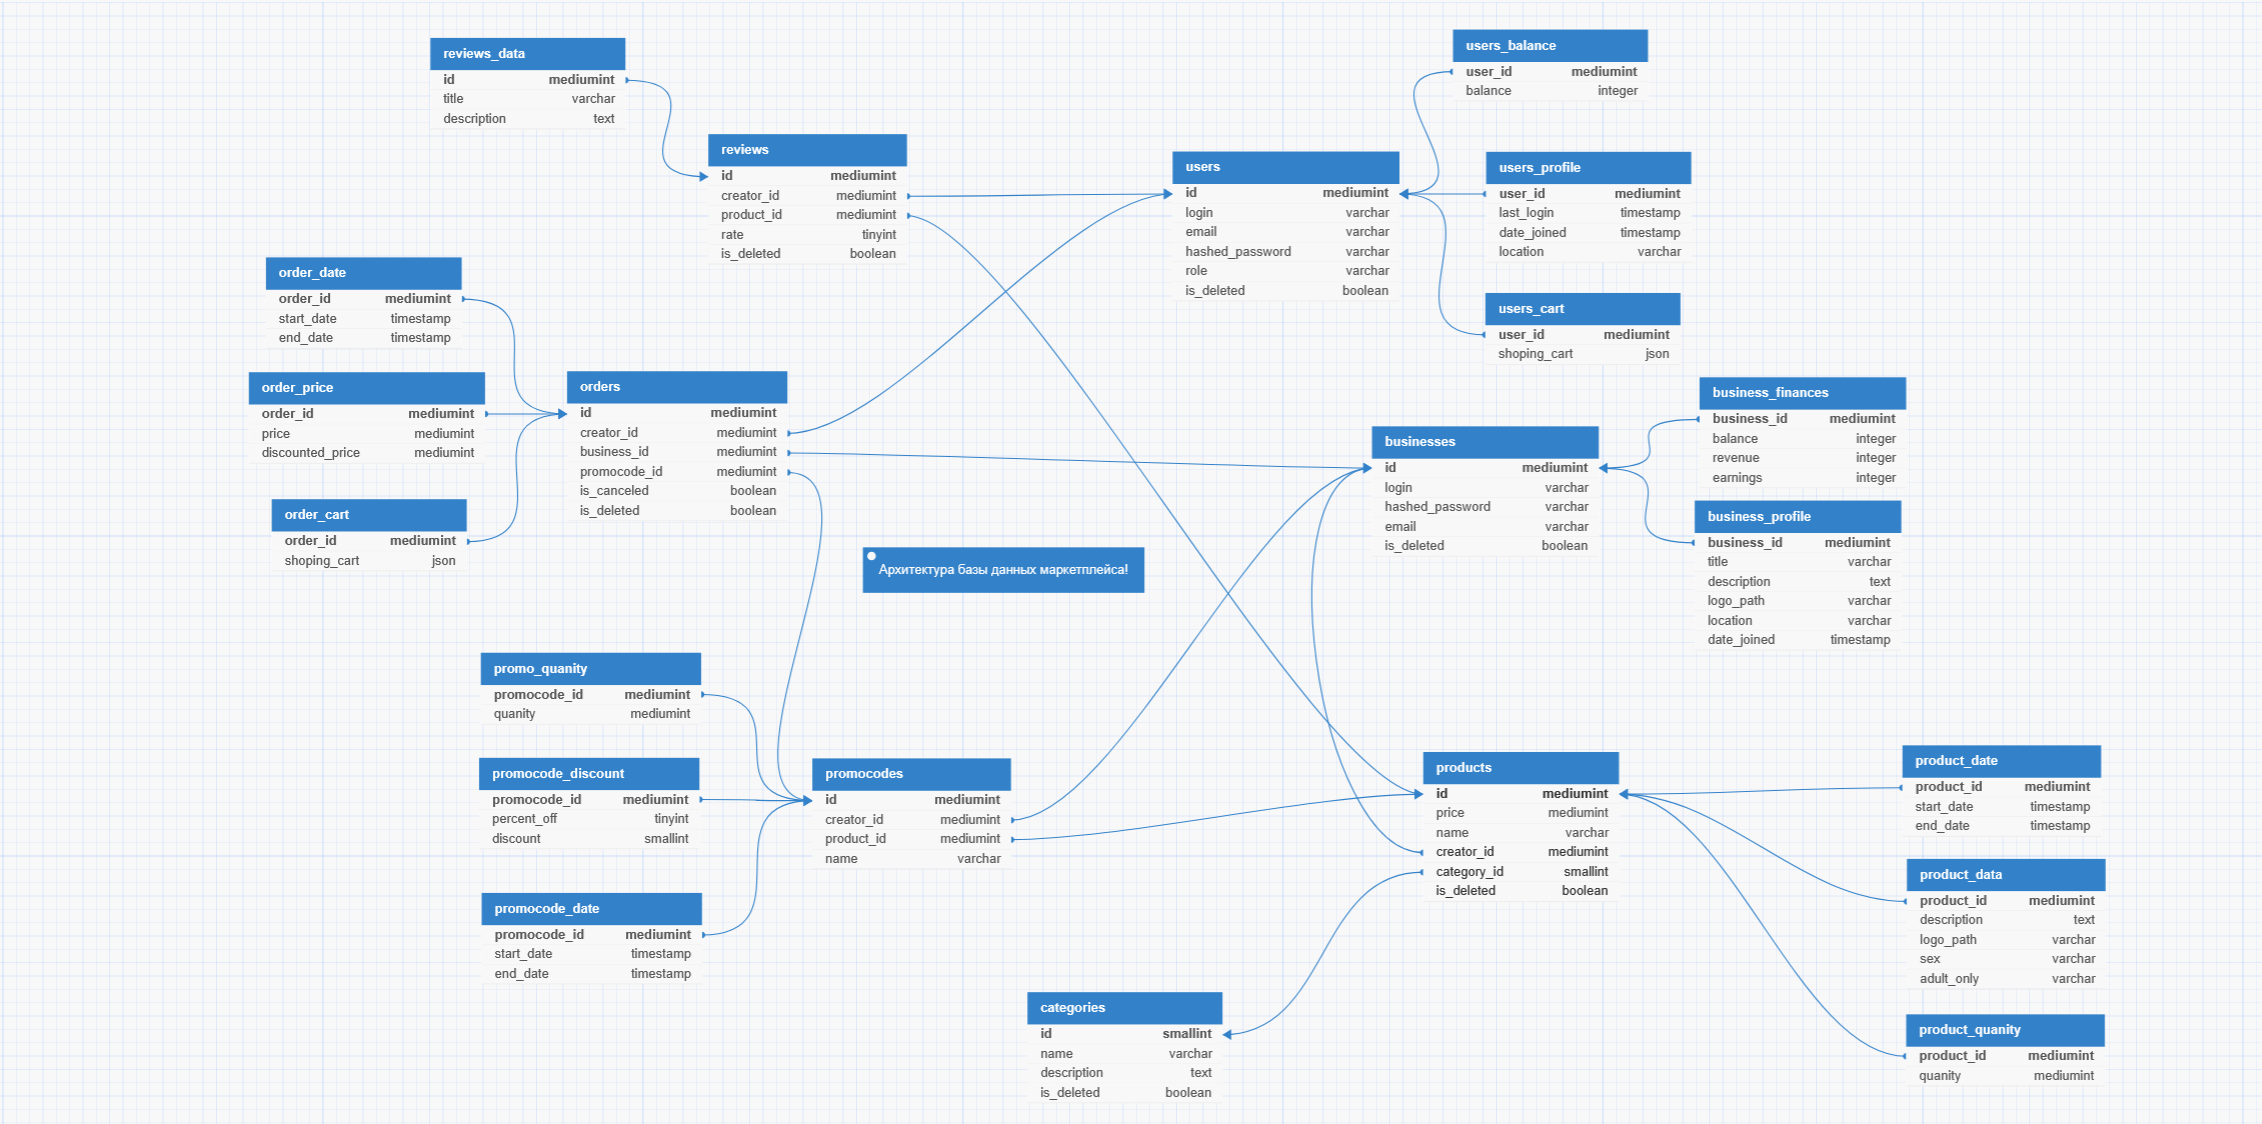 reviews_data
id mediumint
title varchar
description text
reviews
id mediumint
creator_id mediumint
product_id mediumint
rate tinyint
is_deleted boolean
users
id mediumint
login varchar
email varchar
hashed_password varchar
role varchar
is_deleted boolean
users_balance
user_id mediumint
balance integer
users_profile
user_id mediumint
last_login timestamp
date_joined timestamp
location varchar
users_cart
user_id mediumint
shoping_cart json
order_date
order_id mediumint
start_date timestamp
end_date timestamp
order_price
order_id mediumint
price mediumint
discounted_price mediumint
order_cart
order_id mediumint
shoping_cart json
orders
id mediumint
creator_id mediumint
business_id mediumint
promocode_id mediumint
is_canceled boolean
is_deleted boolean
Архитектура базы данных маркетплейса!
businesses
id mediumint
login varchar
hashed_password varchar
email varchar
is_deleted boolean
business_finances
business_id mediumint
balance integer
revenue integer
earnings integer
business_profile
business_id mediumint
title varchar
description text
logo_path varchar
location varchar
date_joined timestamp
promo_quanity
promocode_id mediumint
quanity mediumint
promocode_discount
promocode_id mediumint
percent_off tinyint
discount smallint
promocode_date
promocode_id mediumint
start_date timestamp
end_date timestamp
promocodes
id mediumint
creator_id mediumint
product_id mediumint
name varchar
products
id mediumint
price mediumint
name varchar
creator_id mediumint
category_id smallint
is_deleted boolean
categories
id smallint
name varchar
description text
is_deleted boolean
product_date
product_id mediumint
start_date timestamp
end_date timestamp
product_data
product_id mediumint
description text
logo_path varchar
sex varchar
adult_only varchar
product_quanity
product_id mediumint
quanity mediumint